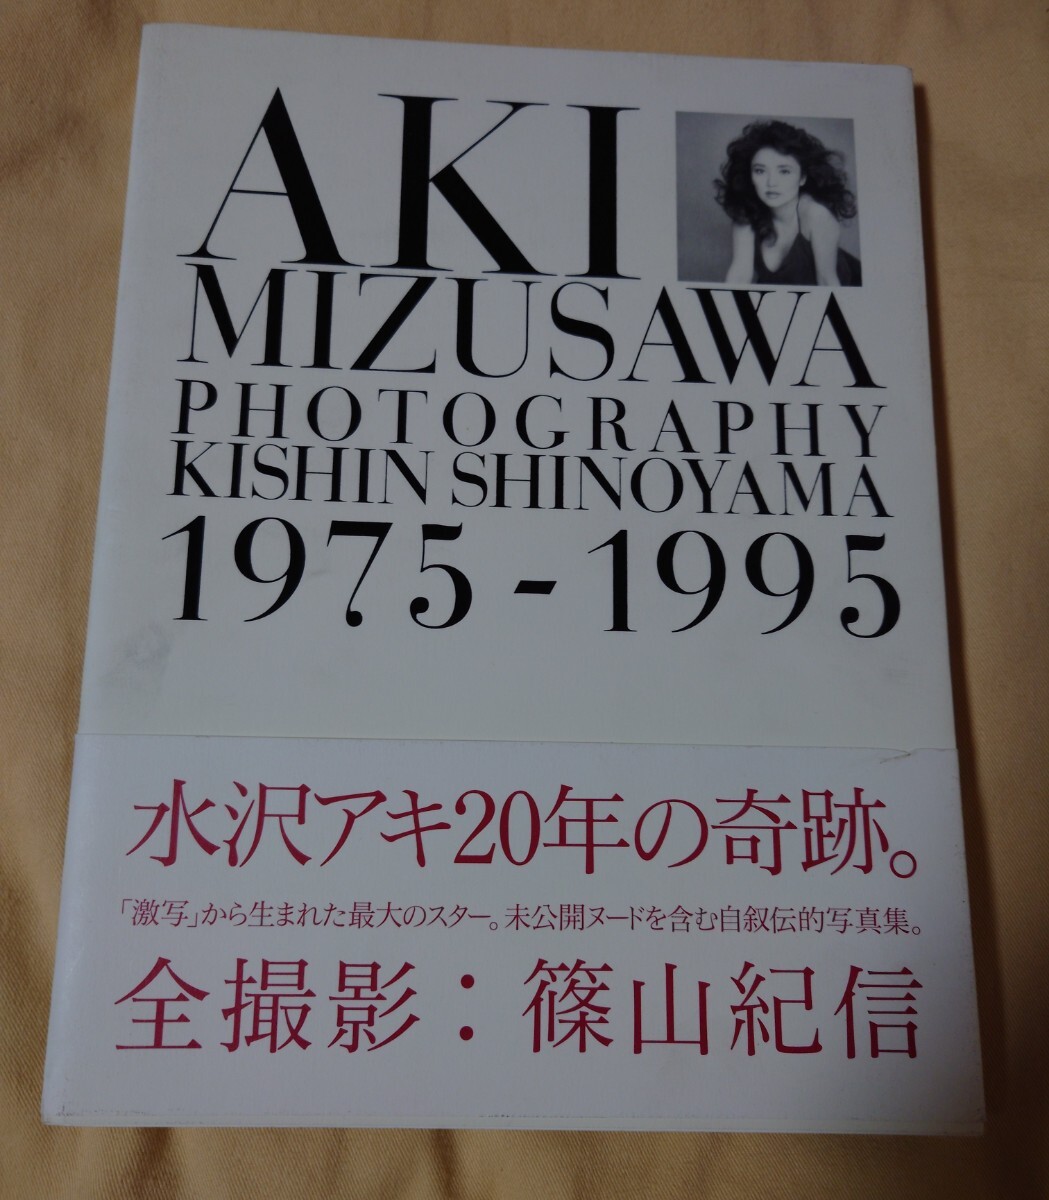 AKI
MIZUSAWA
PHOTOGRAPHY
KISHIN SHINOYAMA
1975-1995
水沢アキ20年の奇跡。
「激写」から生まれた最大のスター。未公開ヌードを含む自叙伝的写真集。
全撮影：篠山紀信